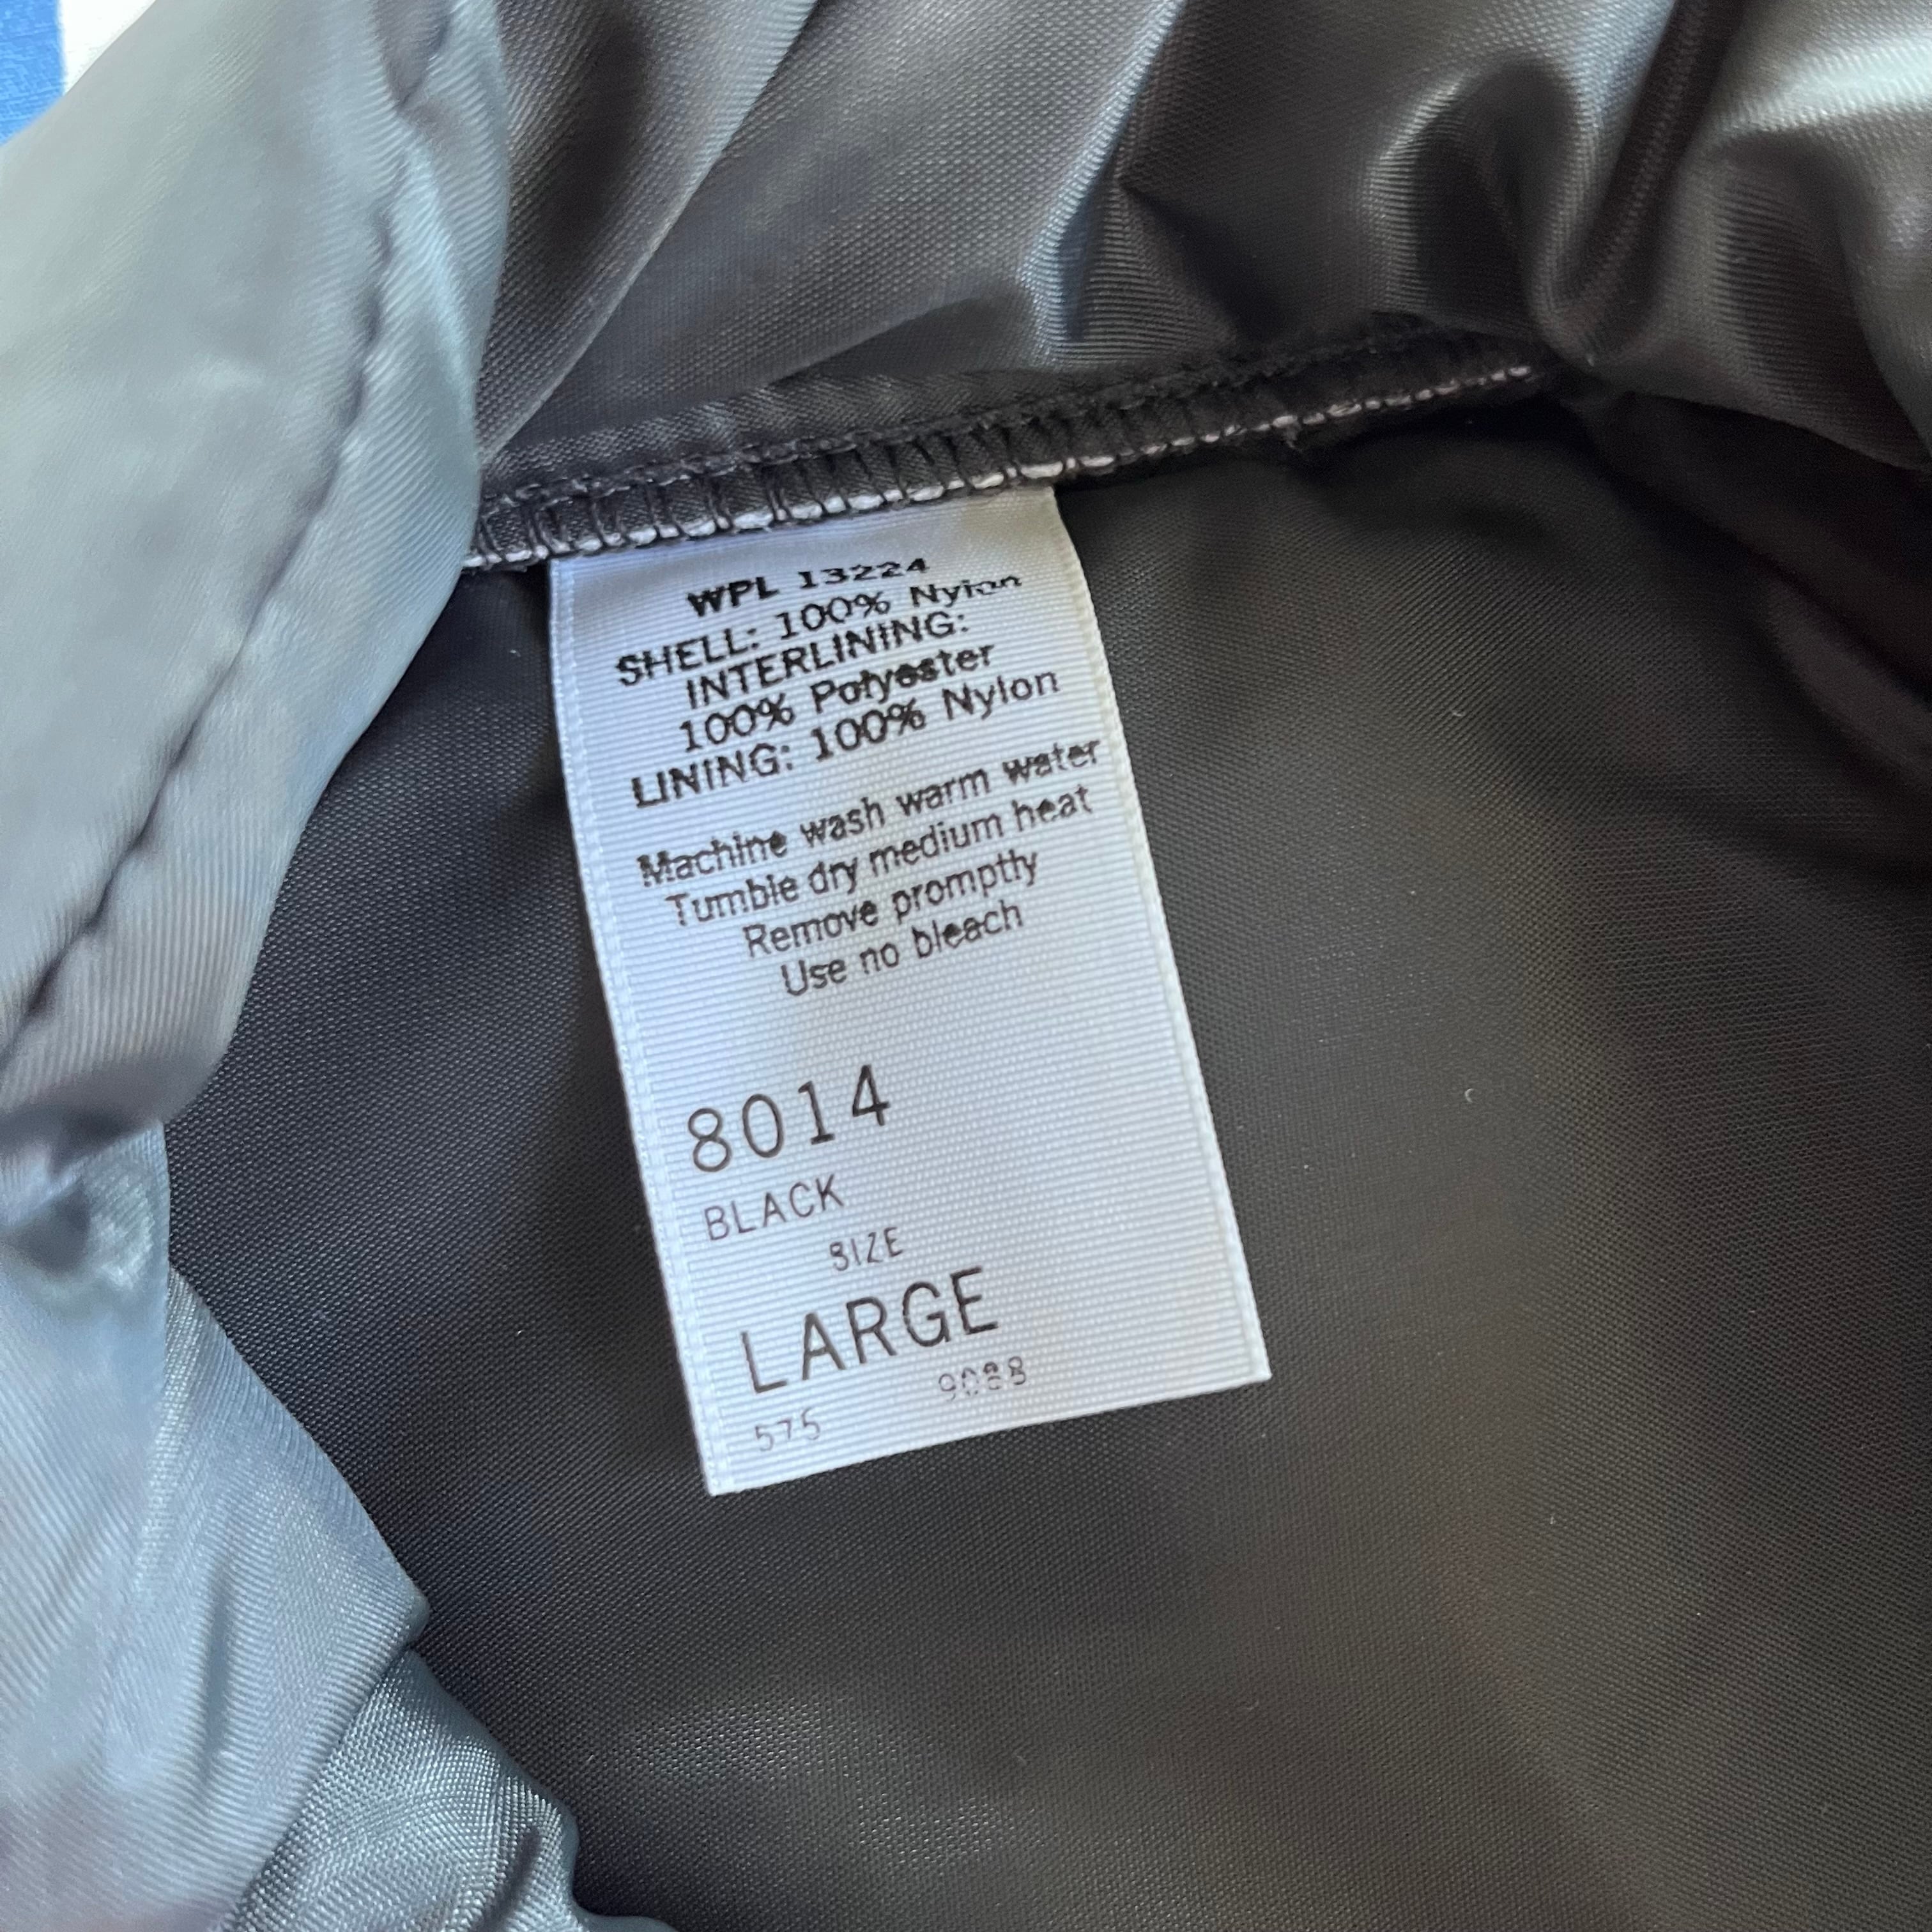 WPL 13224
SHELL: 100% Nylon
INTERLINING:
100% Polyester
LINING: 100% Nylon
Machine wash warm water
Tumble dry medium heat
Remove promptly
Use no bleach
8014
BLACK
SIZE
LARGE
9088
575